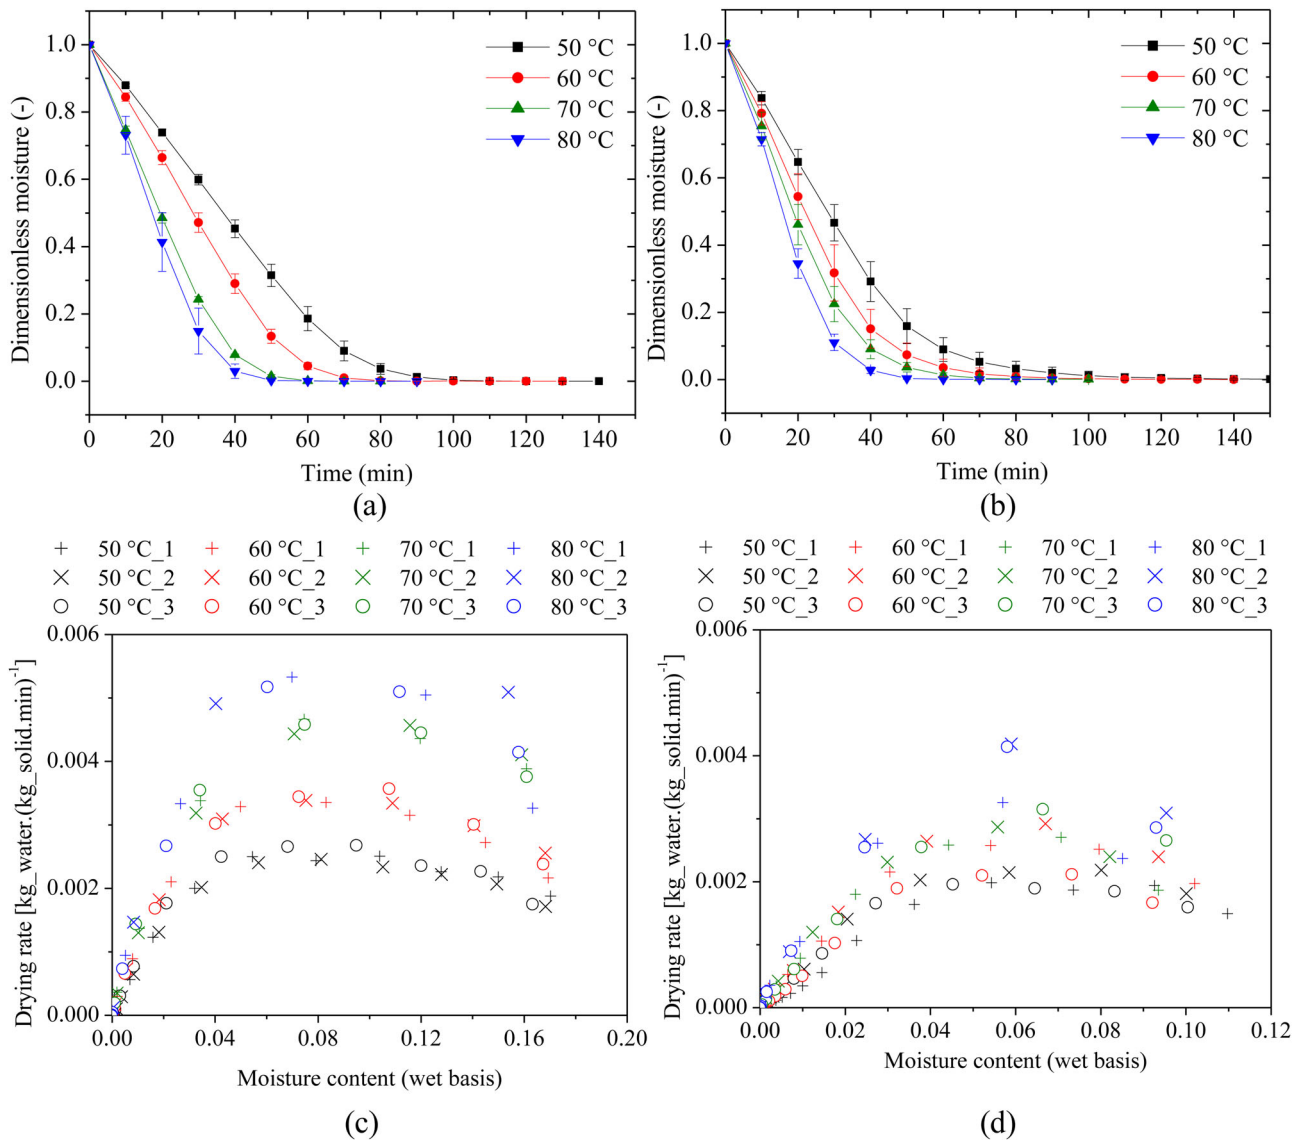 1.0
0.8
0.6
0.4
0.2
0.0
0 20 40 60 80 100 120 140
Dimensionless moisture (-)
Time (min)
50 °C
60 °C
70 °C
80 °C
(a)
1.0
0.8
0.6
0.4
0.2
0.0
0 20 40 60 80 100 120 140
Dimensionless moisture (-)
Time (min)
50 °C
60 °C
70 °C
80 °C
(b)
50 °C_1 60 °C_1 70 °C_1 80 °C_1
50 °C_2 60 °C_2 70 °C_2 80 °C_2
50 °C_3 60 °C_3 70 °C_3 80 °C_3
0.006
0.004
0.002
0.000
0.00 0.04 0.08 0.12 0.16 0.20
Drying rate [kg_water.(kg_solid.min)⁻¹]
Moisture content (wet basis)
(c)
50 °C_1 60 °C_1 70 °C_1 80 °C_1
50 °C_2 60 °C_2 70 °C_2 80 °C_2
50 °C_3 60 °C_3 70 °C_3 80 °C_3
0.006
0.004
0.002
0.000
0.00 0.02 0.04 0.06 0.08 0.10 0.12
Drying rate [kg_water.(kg_solid.min)⁻¹]
Moisture content (wet basis)
(d)